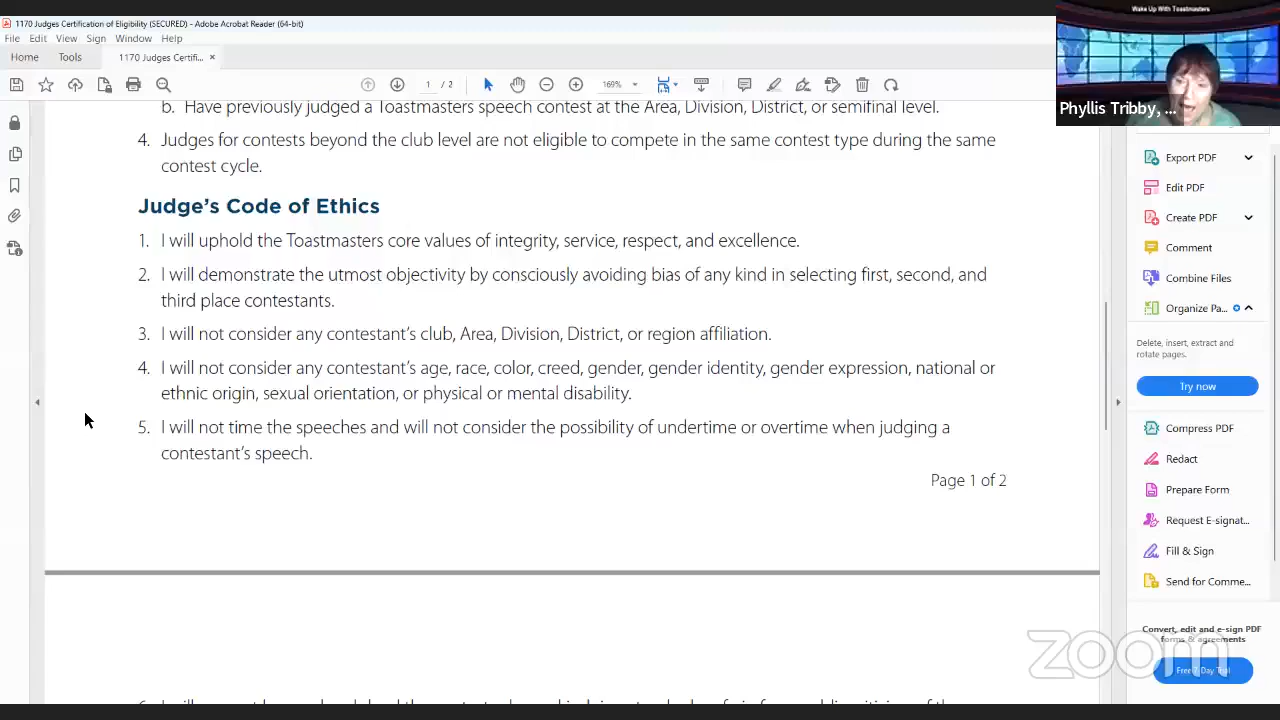 Wake Up With Toastmasters
1170 Judges Certification of Eligibility (SECURED) - Adobe Acrobat Reader (64-bit)
File Edit View Sign Window Help
Home Tools 1170 Judges Certifi... ×
169%
Phyllis Tribby, ...
b. Have previously judged a Toastmasters speech contest at the Area, Division, District, or semifinal level.
4. Judges for contests beyond the club level are not eligible to compete in the same contest type during the same
contest cycle.
Judge's Code of Ethics
1. I will uphold the Toastmasters core values of integrity, service, respect, and excellence.
2. I will demonstrate the utmost objectivity by consciously avoiding bias of any kind in selecting first, second, and
third place contestants.
3. I will not consider any contestant's club, Area, Division, District, or region affiliation.
4. I will not consider any contestant's age, race, color, creed, gender, gender identity, gender expression, national or
ethnic origin, sexual orientation, or physical or mental disability.
5. I will not time the speeches and will not consider the possibility of undertime or overtime when judging a
contestant's speech.
Page 1 of 2
Export PDF
Edit PDF
Create PDF
Comment
Combine Files
Organize Pa...
Delete, insert, extract and
rotate pages.
Try now
Compress PDF
Redact
Prepare Form
Request E-signat...
Fill & Sign
Send for Comme...
Convert, edit and e-sign PDF
forms & agreements
Free 7-Day Trial
zoom